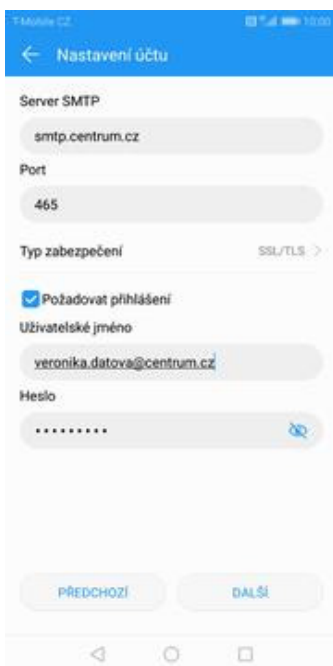 T-Mobile CZ 10:00
Nastavení účtu
Server SMTP
smtp.centrum.cz
Port
465
Typ zabezpečení SSL/TLS
Požadovat přihlášení
Uživatelské jméno
veronika.datova@centrum.cz
Heslo
•••••••••
PŘEDCHOZÍ DALŠÍ